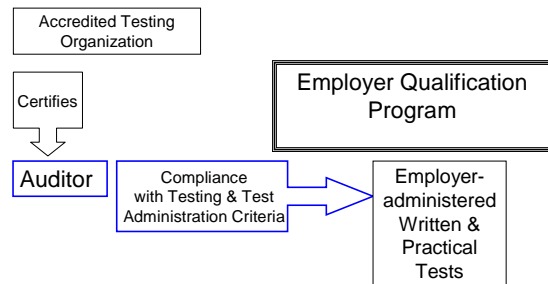 Accredited Testing
Organization
Certifies
Employer Qualification
Program
Auditor
Compliance
with Testing & Test
Administration Criteria
Employer-
administered
Written &
Practical
Tests